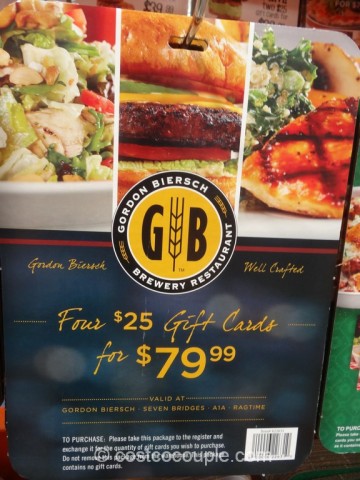 GORDON BIERSCH
G B
BREWERY RESTAURANT
Gordon Biersch
Well Crafted
Four $25 Gift Cards
for $79.99
VALID AT
GORDON BIERSCH · SEVEN BRIDGES · A1A · RAGTIME
TO PURCHASE: Please take this package to the register and
exchange it for the quantity of gift cards you wish to purchase.
Do not remove this
contains no gift cards.
© costcocouple.com